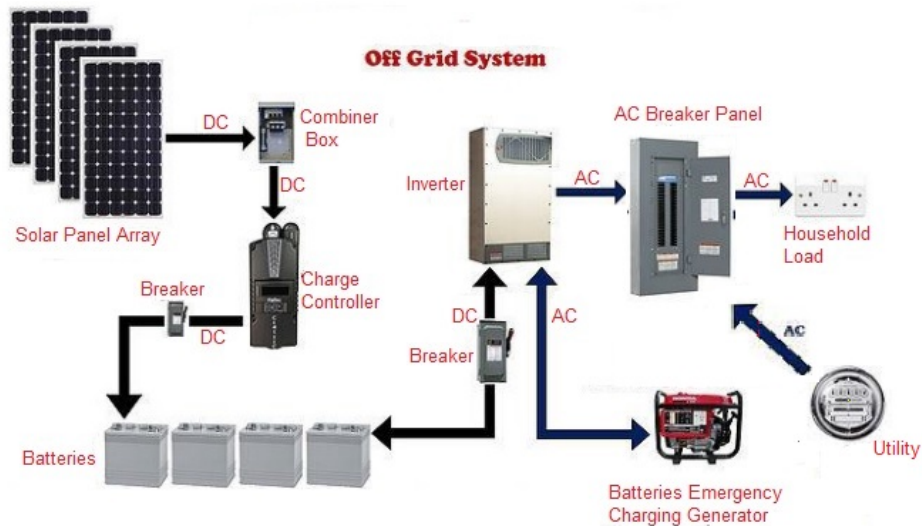 Off Grid System
DC
Combiner
Box
AC Breaker Panel
DC
Inverter
AC
AC
Solar Panel Array
Household
Load
Breaker
Charge
Controller
DC
DC
AC
AC
Breaker
Batteries
Utility
Batteries Emergency
Charging Generator